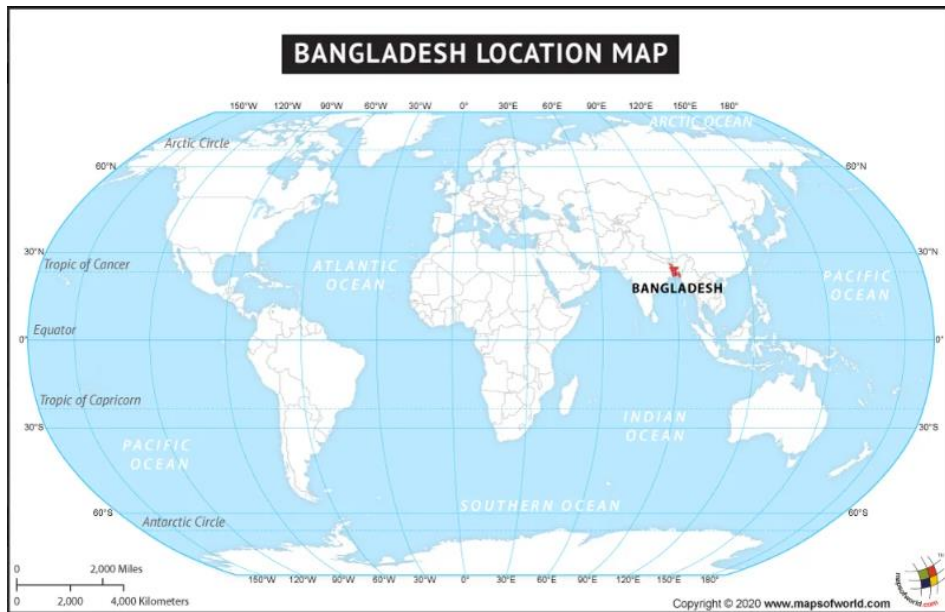 BANGLADESH LOCATION MAP
150°W 120°W 90°W 60°W 30°W 0° 30°E 60°E 90°E 120°E 150°E 180°
ARCTIC OCEAN
Arctic Circle
60°N 60°N
30°N 30°N
Tropic of Cancer
ATLANTIC
OCEAN
PACIFIC
OCEAN
BANGLADESH
Equator
0° 0°
Tropic of Capricorn
30°S 30°S
INDIAN
OCEAN
PACIFIC
OCEAN
SOUTHERN OCEAN
60°S 60°S
Antarctic Circle
150°W 120°W 90°W 60°W 30°W 0° 30°E 60°E 90°E 120°E 150°E 180°
0 2,000 Miles
0 2,000 4,000 Kilometers
mapsofworld.com
Copyright © 2020 www.mapsofworld.com